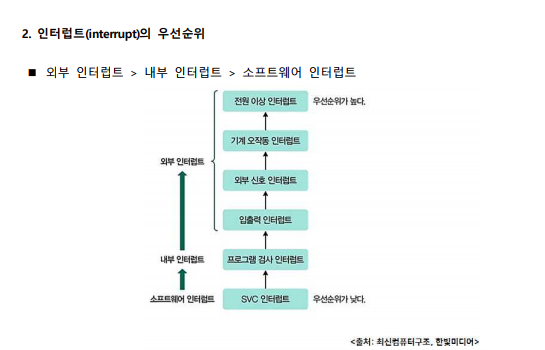 2. 인터럽트(interrupt)의 우선순위
■ 외부 인터럽트 > 내부 인터럽트 > 소프트웨어 인터럽트
전원 이상 인터럽트 우선순위가 높다.
기계 오작동 인터럽트
외부 인터럽트
외부 신호 인터럽트
입출력 인터럽트
내부 인터럽트 프로그램 검사 인터럽트
소프트웨어 인터럽트 SVC 인터럽트 우선순위가 낮다.
<출처: 최신컴퓨터구조, 한빛미디어>